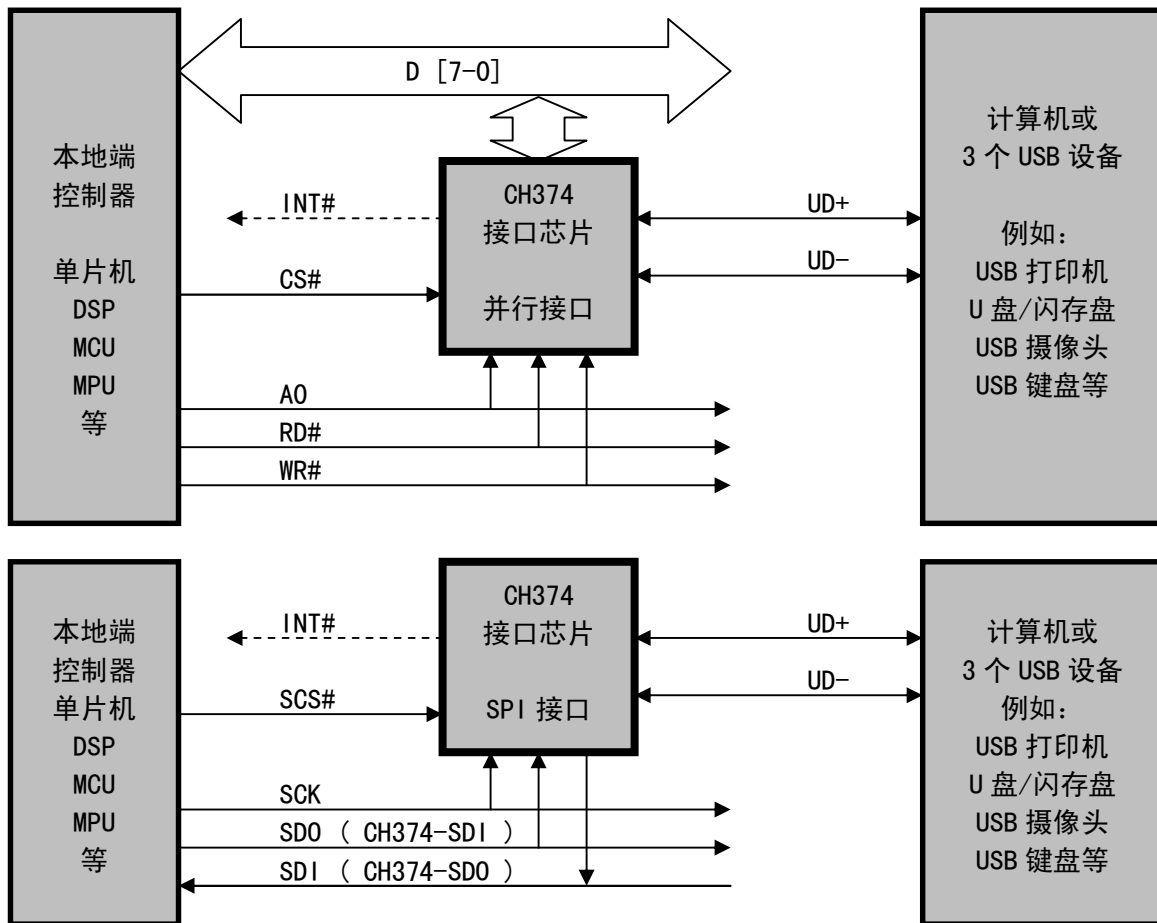 D [7-0]
本地端
控制器
单片机
DSP
MCU
MPU
等
INT#
CS#
A0
RD#
WR#
CH374
接口芯片
并行接口
UD+
UD-
计算机或
3 个 USB 设备
例如:
USB 打印机
U 盘/闪存盘
USB 摄像头
USB 键盘等
本地端
控制器
单片机
DSP
MCU
MPU
等
INT#
SCS#
SCK
SDO ( CH374-SDI )
SDI ( CH374-SDO )
CH374
接口芯片
SPI 接口
UD+
UD-
计算机或
3 个 USB 设备
例如:
USB 打印机
U 盘/闪存盘
USB 摄像头
USB 键盘等